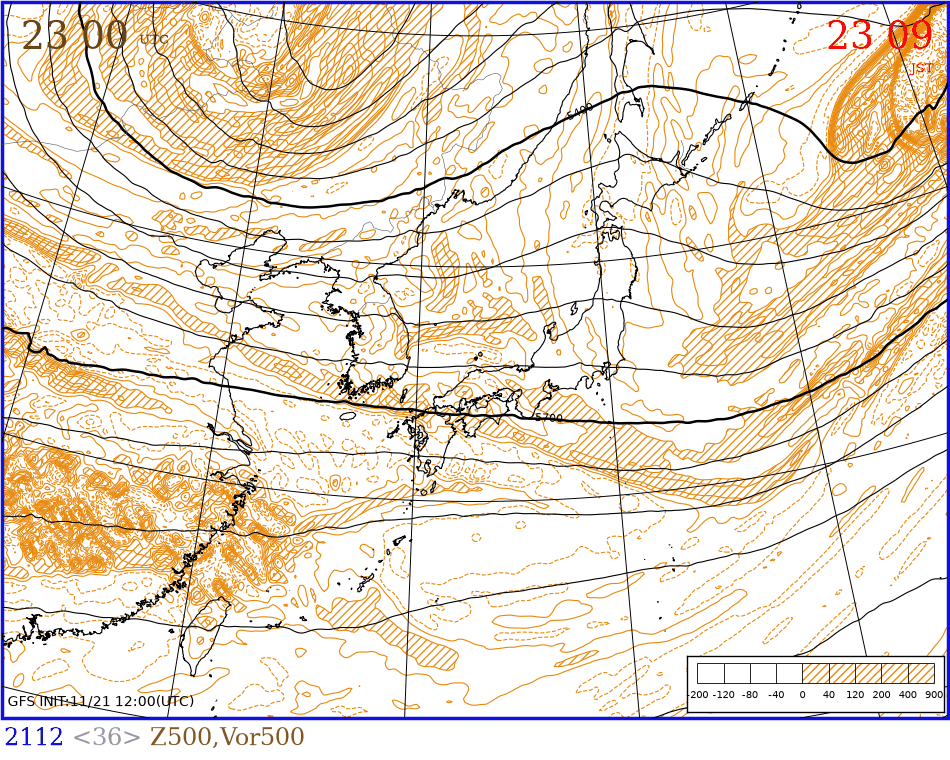 23 00 UTC
23 09
JST
5400
5700
-200 -120 -80 -40 0 40 120 200 400 900
GFS INIT:11/21 12:00(UTC)
2112 <36> Z500,Vor500